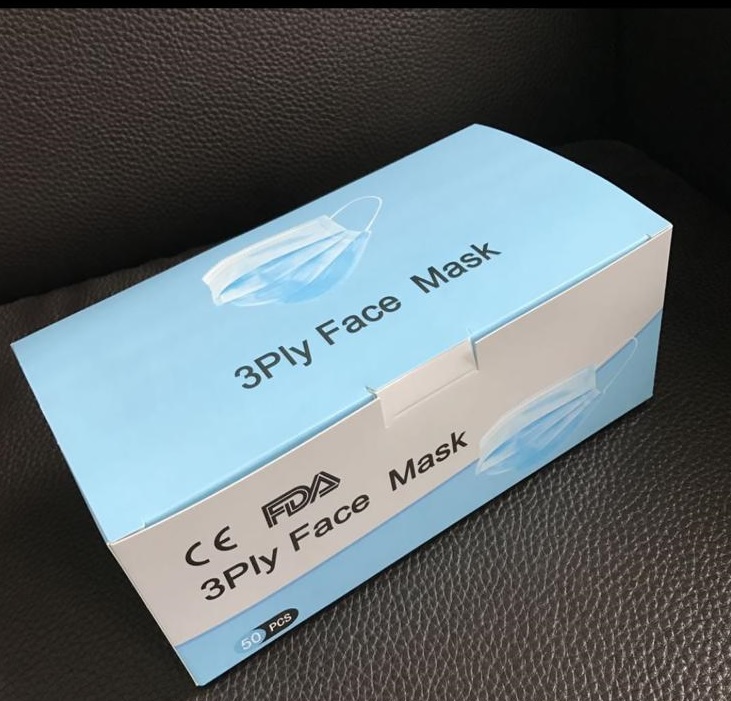 3Ply Face Mask
CE FDA
3Ply Face Mask
50 PCS